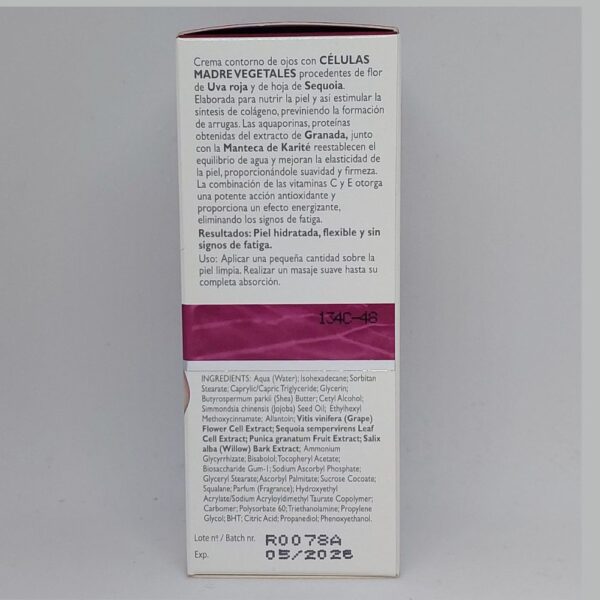 Crema contorno de ojos con CÉLULAS
MADRE VEGETALES procedentes de flor
de Uva roja y de hoja de Sequoia.
Elaborada para nutrir la piel y así estimular la
síntesis de colágeno, previniendo la formación
de arrugas. Las aquaporinas, proteínas
obtenidas del extracto de Granada, junto
con la Manteca de Karité reestablecen el
equilibrio de agua y mejoran la elasticidad de
la piel, proporcionándole suavidad y firmeza.
La combinación de las vitaminas C y E otorga
una potente acción antioxidante y
proporciona un efecto energizante,
eliminando los signos de fatiga.
Resultados: Piel hidratada, flexible y sin
signos de fatiga.
Uso: Aplicar una pequeña cantidad sobre la
piel limpia. Realizar un masaje suave hasta su
completa absorción.
134C-48
INGREDIENTS: Aqua (Water); Isohexadecane; Sorbitan
Stearate; Caprylic/Capric Triglyceride; Glycerin;
Butyrospermum parkii (Shea) Butter; Cetyl Alcohol;
Simmondsia chinensis (Jojoba) Seed Oil; Ethylhexyl
Methoxycinnamate; Allantoin; Vitis vinifera (Grape)
Flower Cell Extract; Sequoia sempervirens Leaf
Cell Extract; Punica granatum Fruit Extract; Salix
alba (Willow) Bark Extract; Ammonium
Glycyrrhizate; Bisabolol; Tocopheryl Acetate;
Biosaccharide Gum-1; Sodium Ascorbyl Phosphate;
Glyceryl Stearate; Ascorbyl Palmitate; Sucrose Cocoate;
Squalane; Parfum (Fragrance); Hydroxyethyl
Acrylate/Sodium Acryloyldimethyl Taurate Copolymer;
Carbomer; Polysorbate 60; Triethanolamine; Propylene
Glycol; BHT; Citric Acid; Propanediol; Phenoxyethanol.
Lote nº / Batch nr. R0078A
Exp. 05/2026